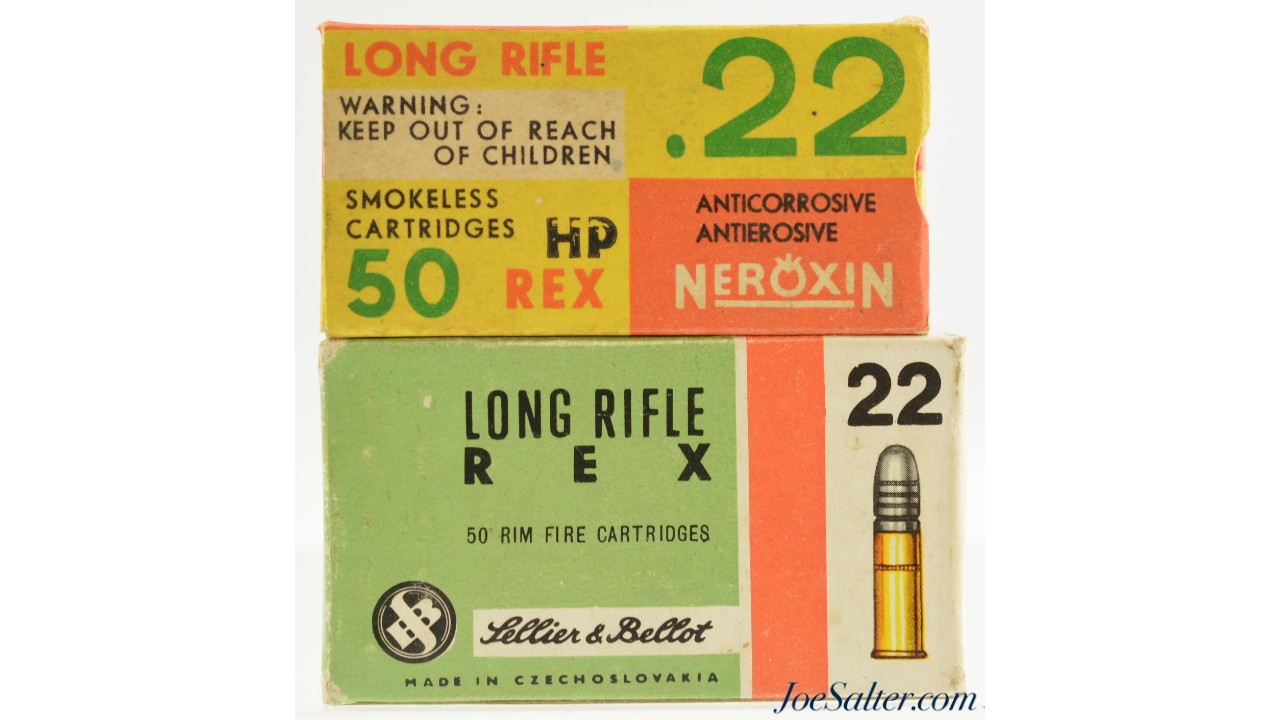 LONG RIFLE
.22
WARNING:
KEEP OUT OF REACH
OF CHILDREN
SMOKELESS
CARTRIDGES
HP
50 REX
ANTICORROSIVE
ANTIEROSIVE
NEROXIN
LONG RIFLE
REX
50 RIM FIRE CARTRIDGES
SB
Sellier & Bellot
MADE IN CZECHOSLOVAKIA
22
JoeSalter.com